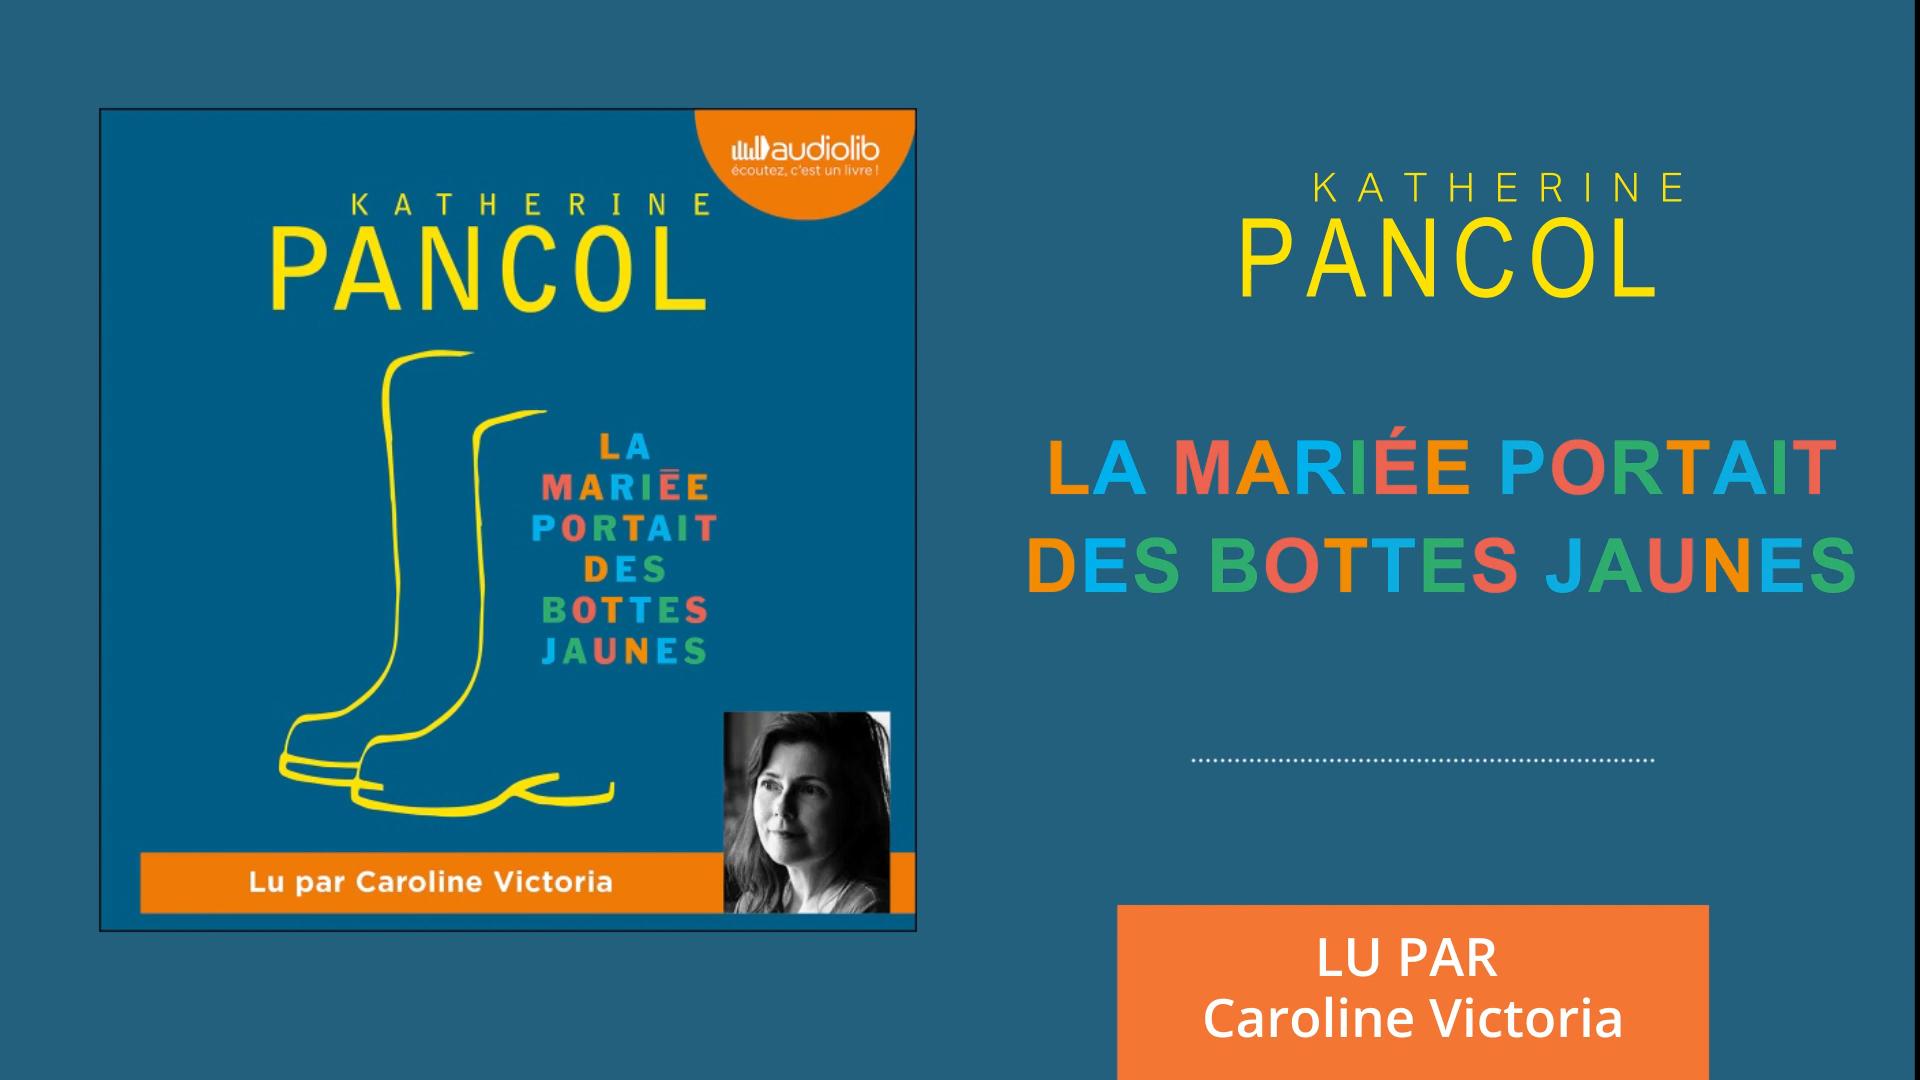 audiolib
écoutez, c'est un livre !
KATHERINE
PANCOL
LA
MARIÉE
PORTAIT
DES
BOTTES
JAUNES
Lu par Caroline Victoria
KATHERINE
PANCOL
LA MARIÉE PORTAIT
DES BOTTES JAUNES
LU PAR
Caroline Victoria